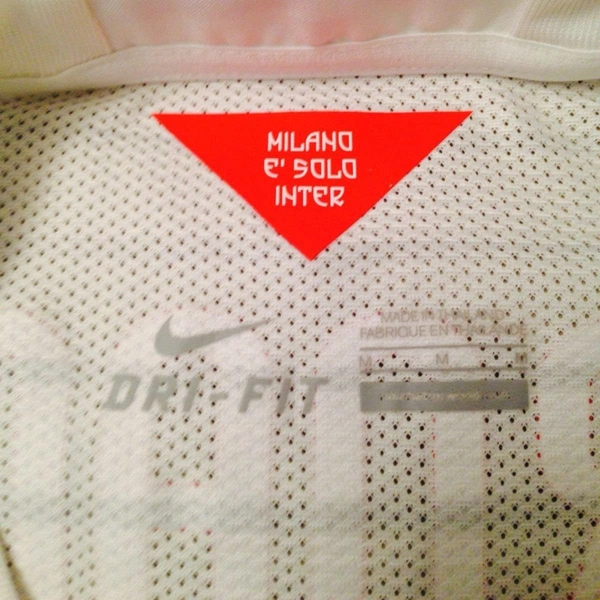 MILANO
E' SOLO
INTER
MADE IN THAILAND
FABRIQUE EN THAILANDE
M M M
DRI-FIT